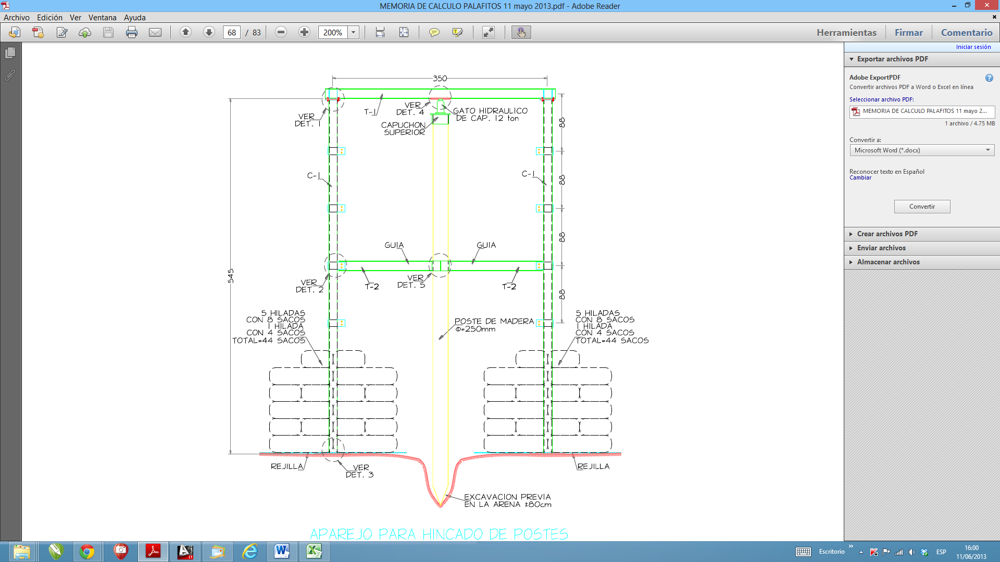 MEMORIA DE CALCULO PALAFITOS 11 mayo 2013.pdf - Adobe Reader
Archivo Edición Ver Ventana Ayuda
68 / 83
200%
Herramientas Firmar Comentario
Iniciar sesión
Exportar archivos PDF
Adobe ExportPDF
Convertir archivos PDF a Word o Excel en línea
Seleccionar archivo PDF:
MEMORIA DE CALCULO PALAFITOS 11 mayo 2...
1 archivo / 4.75 MB
Convertir a:
Microsoft Word (*.docx)
Reconocer texto en Español
Cambiar
Convertir
Crear archivos PDF
Enviar archivos
Almacenar archivos
350
VER
DET. 1
T-1
VER
DET. 4
GATO HIDRAULICO
DE CAP. 12 ton
CAPUCHON
SUPERIOR
88
C-1
C-1
88
GUIA
GUIA
88
545
VER
DET. 2
T-2
VER
DET. 5
T-2
88
5 HILADAS
CON 8 SACOS
1 HILADA
CON 4 SACOS
TOTAL=44 SACOS
POSTE DE MADERA
Φ=250mm
5 HILADAS
CON 8 SACOS
1 HILADA
CON 4 SACOS
TOTAL=44 SACOS
REJILLA
VER
DET. 3
REJILLA
EXCAVACION PREVIA
EN LA ARENA ±80cm
APAREJO PARA HINCADO DE POSTES
Escritorio
ESP
16:00
11/06/2013